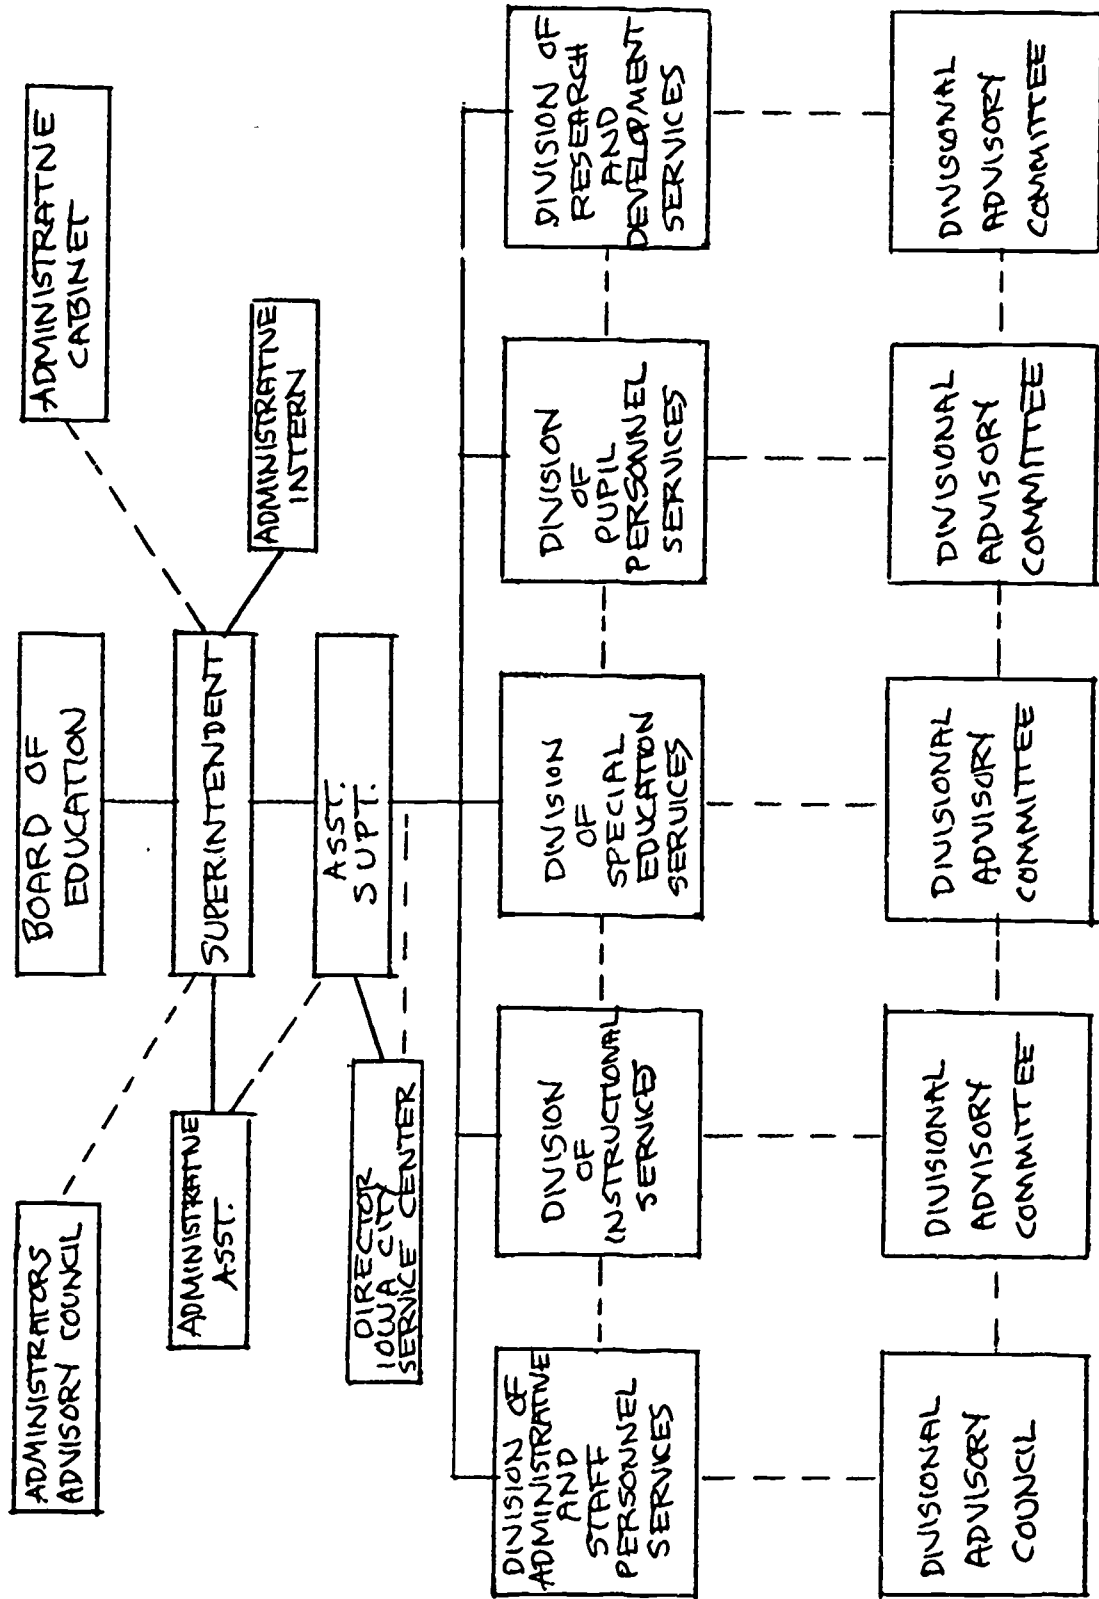 BOARD OF
EDUCATION
ADMINISTRATORS
ADVISORY COUNCIL
ADMINISTRATIVE
CABINET
SUPERINTENDENT
ADMINISTRATIVE
ASST.
ADMINISTRATIVE
INTERN
ASST.
SUPT.
DIRECTOR
IOWA CITY
SERVICE CENTER
DIVISION OF
ADMINISTRATIVE
AND
STAFF
PERSONNEL
SERVICES
DIVISION
OF
INSTRUCTIONAL
SERVICES
DIVISION
OF
SPECIAL
EDUCATION
SERVICES
DIVISION
OF
PUPIL
PERSONNEL
SERVICES
DIVISION OF
RESEARCH
AND
DEVELOPMENT
SERVICES
DIVISIONAL
ADVISORY
COUNCIL
DIVISIONAL
ADVISORY
COMMITTEE
DIVISIONAL
ADVISORY
COMMITTEE
DIVISIONAL
ADVISORY
COMMITTEE
DIVISIONAL
ADVISORY
COMMITTEE